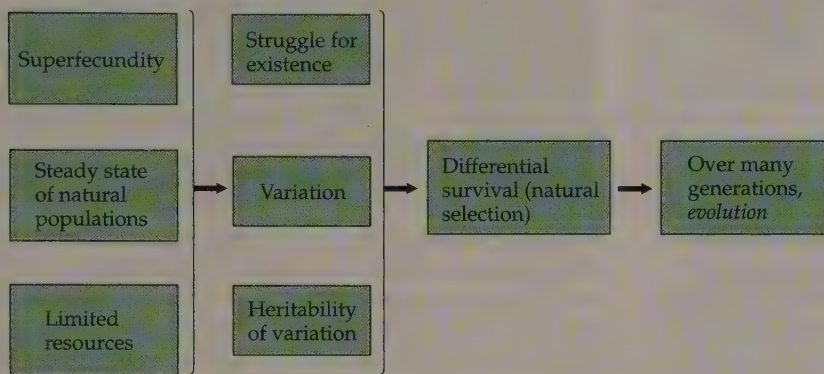 Superfecundity
Steady state
of natural
populations
Limited
resources
Struggle for
existence
Variation
Heritability
of variation
Differential
survival (natural
selection)
Over many
generations,
evolution